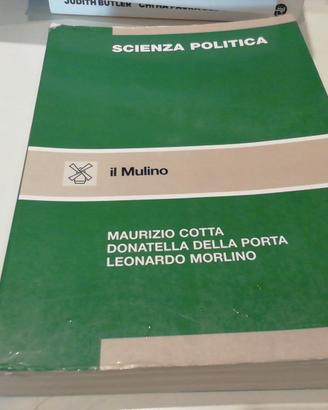 JUDITH BUTLER
SCIENZA POLITICA
il Mulino
MAURIZIO COTTA
DONATELLA DELLA PORTA
LEONARDO MORLINO